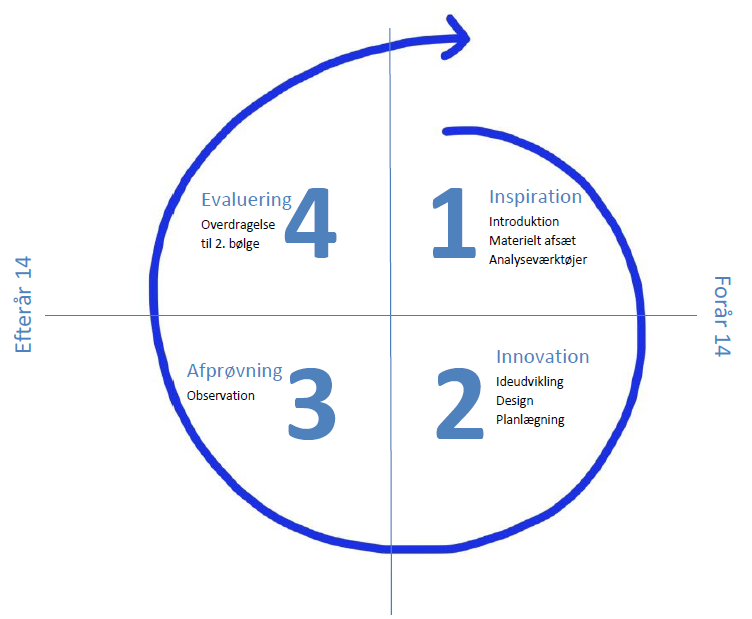 1
Inspiration
Introduktion
Materielt afsæt
Analyseværktøjer
Forår 14
2
Innovation
Ideudvikling
Design
Planlægning
3
Afprøvning
Observation
4
Evaluering
Overdragelse
til 2. bølge
Efterår 14